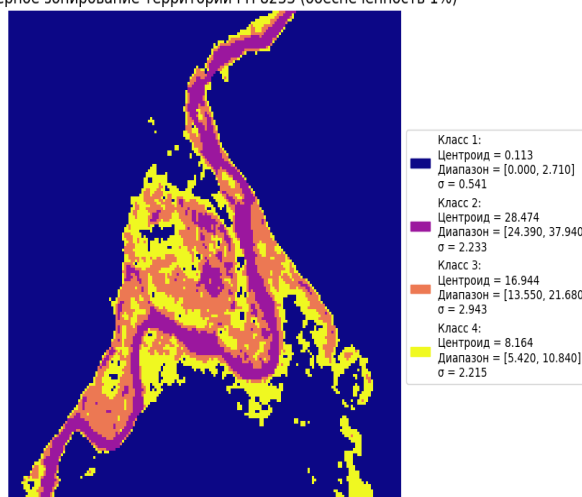 зонирование территории
(обеспеченность 1%)
Класс 1:
Центроид = 0.113
Диапазон = [0.000, 2.710]
σ = 0.541
Класс 2:
Центроид = 28.474
Диапазон = [24.390, 37.940
σ = 2.233
Класс 3:
Центроид = 16.944
Диапазон = [13.550, 21.680
σ = 2.943
Класс 4:
Центроид = 8.164
Диапазон = [5.420, 10.840]
σ = 2.215